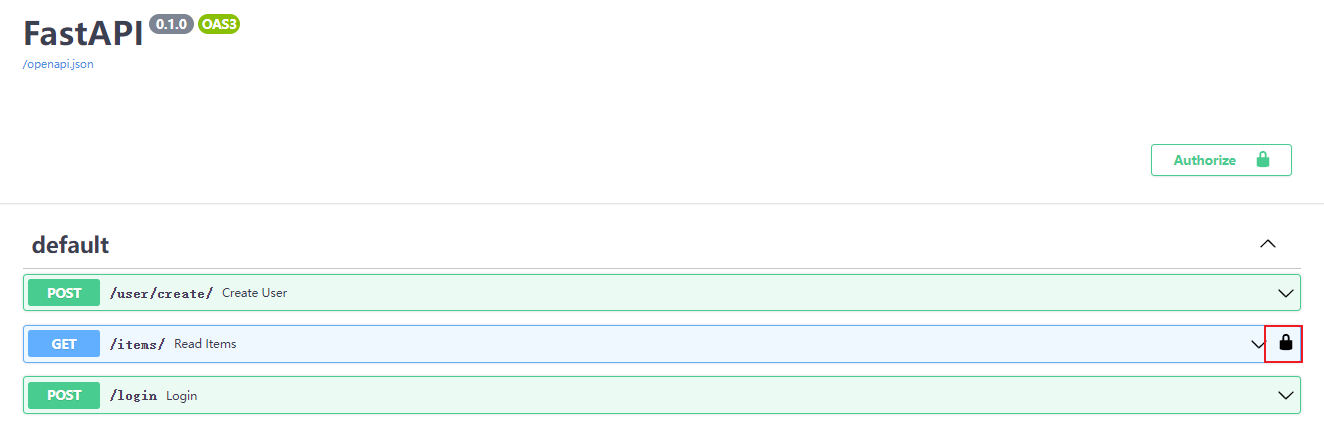 FastAPI 0.1.0 OAS3
/openapi.json
Authorize
default
POST /user/create/ Create User
GET /items/ Read Items
POST /login Login